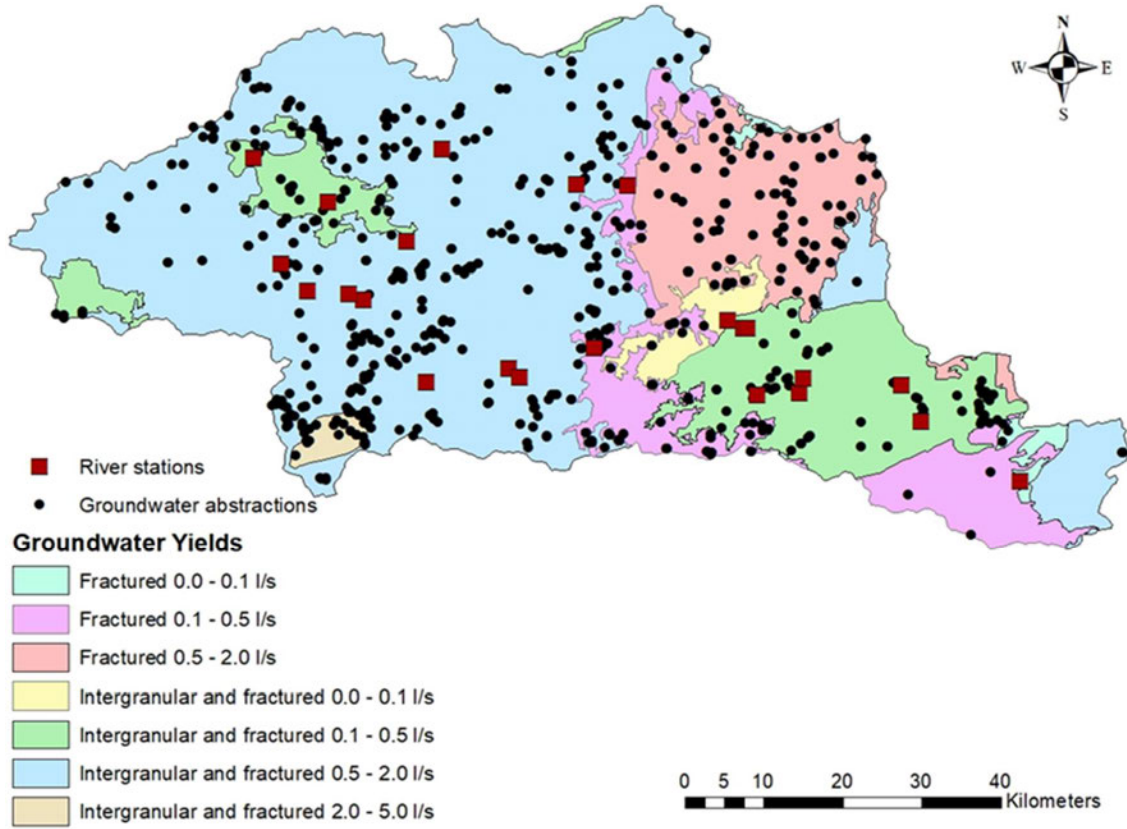 N
W E
S
River stations
Groundwater abstractions
Groundwater Yields
Fractured 0.0 - 0.1 l/s
Fractured 0.1 - 0.5 l/s
Fractured 0.5 - 2.0 l/s
Intergranular and fractured 0.0 - 0.1 l/s
Intergranular and fractured 0.1 - 0.5 l/s
Intergranular and fractured 0.5 - 2.0 l/s
Intergranular and fractured 2.0 - 5.0 l/s
0 5 10 20 30 40
Kilometers